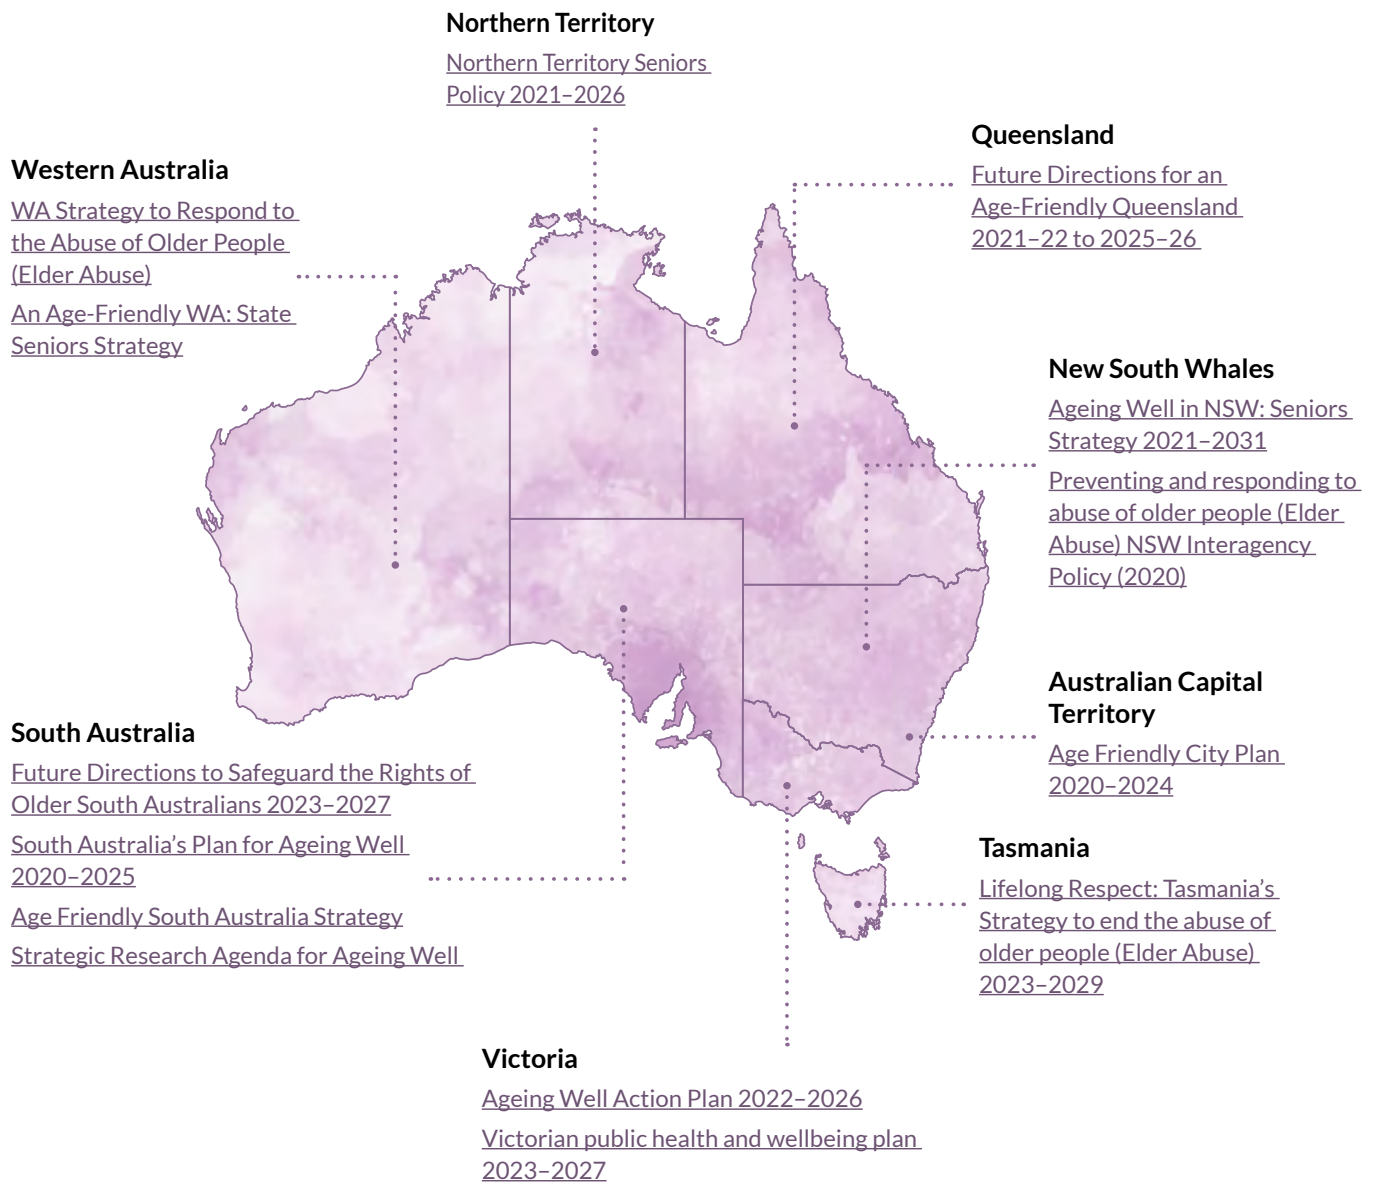 Northern Territory
Northern Territory Seniors
Policy 2021–2026
Queensland
Future Directions for an
Age-Friendly Queensland
2021–22 to 2025–26
Western Australia
WA Strategy to Respond to
the Abuse of Older People
(Elder Abuse)
An Age-Friendly WA: State
Seniors Strategy
New South Whales
Ageing Well in NSW: Seniors
Strategy 2021–2031
Preventing and responding to
abuse of older people (Elder
Abuse) NSW Interagency
Policy (2020)
Australian Capital
Territory
Age Friendly City Plan
2020–2024
South Australia
Future Directions to Safeguard the Rights of
Older South Australians 2023–2027
South Australia’s Plan for Ageing Well
2020–2025
Age Friendly South Australia Strategy
Strategic Research Agenda for Ageing Well
Tasmania
Lifelong Respect: Tasmania’s
Strategy to end the abuse of
older people (Elder Abuse)
2023–2029
Victoria
Ageing Well Action Plan 2022–2026
Victorian public health and wellbeing plan
2023–2027